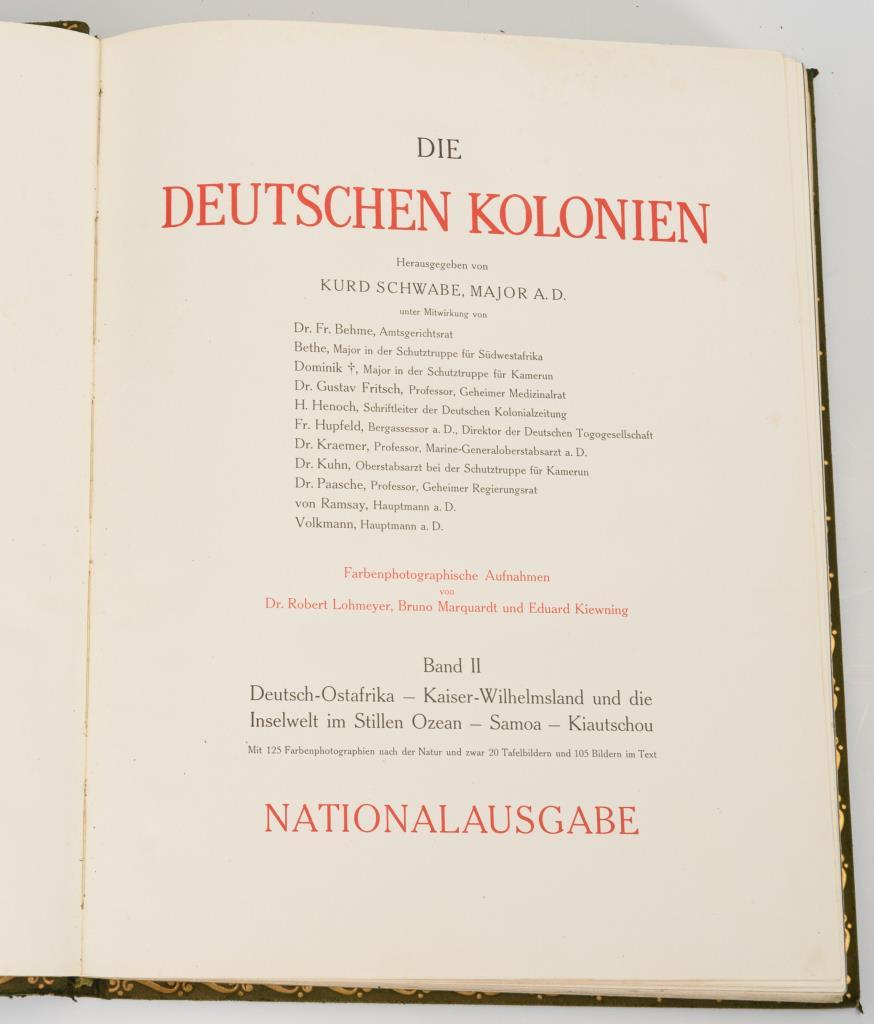 DIE
DEUTSCHEN KOLONIEN
Herausgegeben von
KURD SCHWABE, MAJOR A. D.
unter Mitwirkung von
Dr. Fr. Behme, Amtsgerichtsrat
Bethe, Major in der Schutztruppe für Südwestafrika
Dominik †, Major in der Schutztruppe für Kamerun
Dr. Gustav Fritsch, Professor, Geheimer Medizinalrat
H. Henoch, Schriftleiter der Deutschen Kolonialzeitung
Fr. Hupfeld, Bergassessor a. D., Direktor der Deutschen Togogesellschaft
Dr. Kraemer, Professor, Marine-Generaloberstabsarzt a. D.
Dr. Kuhn, Oberstabsarzt bei der Schutztruppe für Kamerun
Dr. Paasche, Professor, Geheimer Regierungsrat
von Ramsay, Hauptmann a. D.
Volkmann, Hauptmann a. D.
Farbenphotographische Aufnahmen
von
Dr. Robert Lohmeyer, Bruno Marquardt und Eduard Kiewning
Band II
Deutsch-Ostafrika – Kaiser-Wilhelmsland und die
Inselwelt im Stillen Ozean – Samoa – Kiautschou
Mit 125 Farbenphotographien nach der Natur und zwar 20 Tafelbildern und 105 Bildern im Text
NATIONALAUSGABE